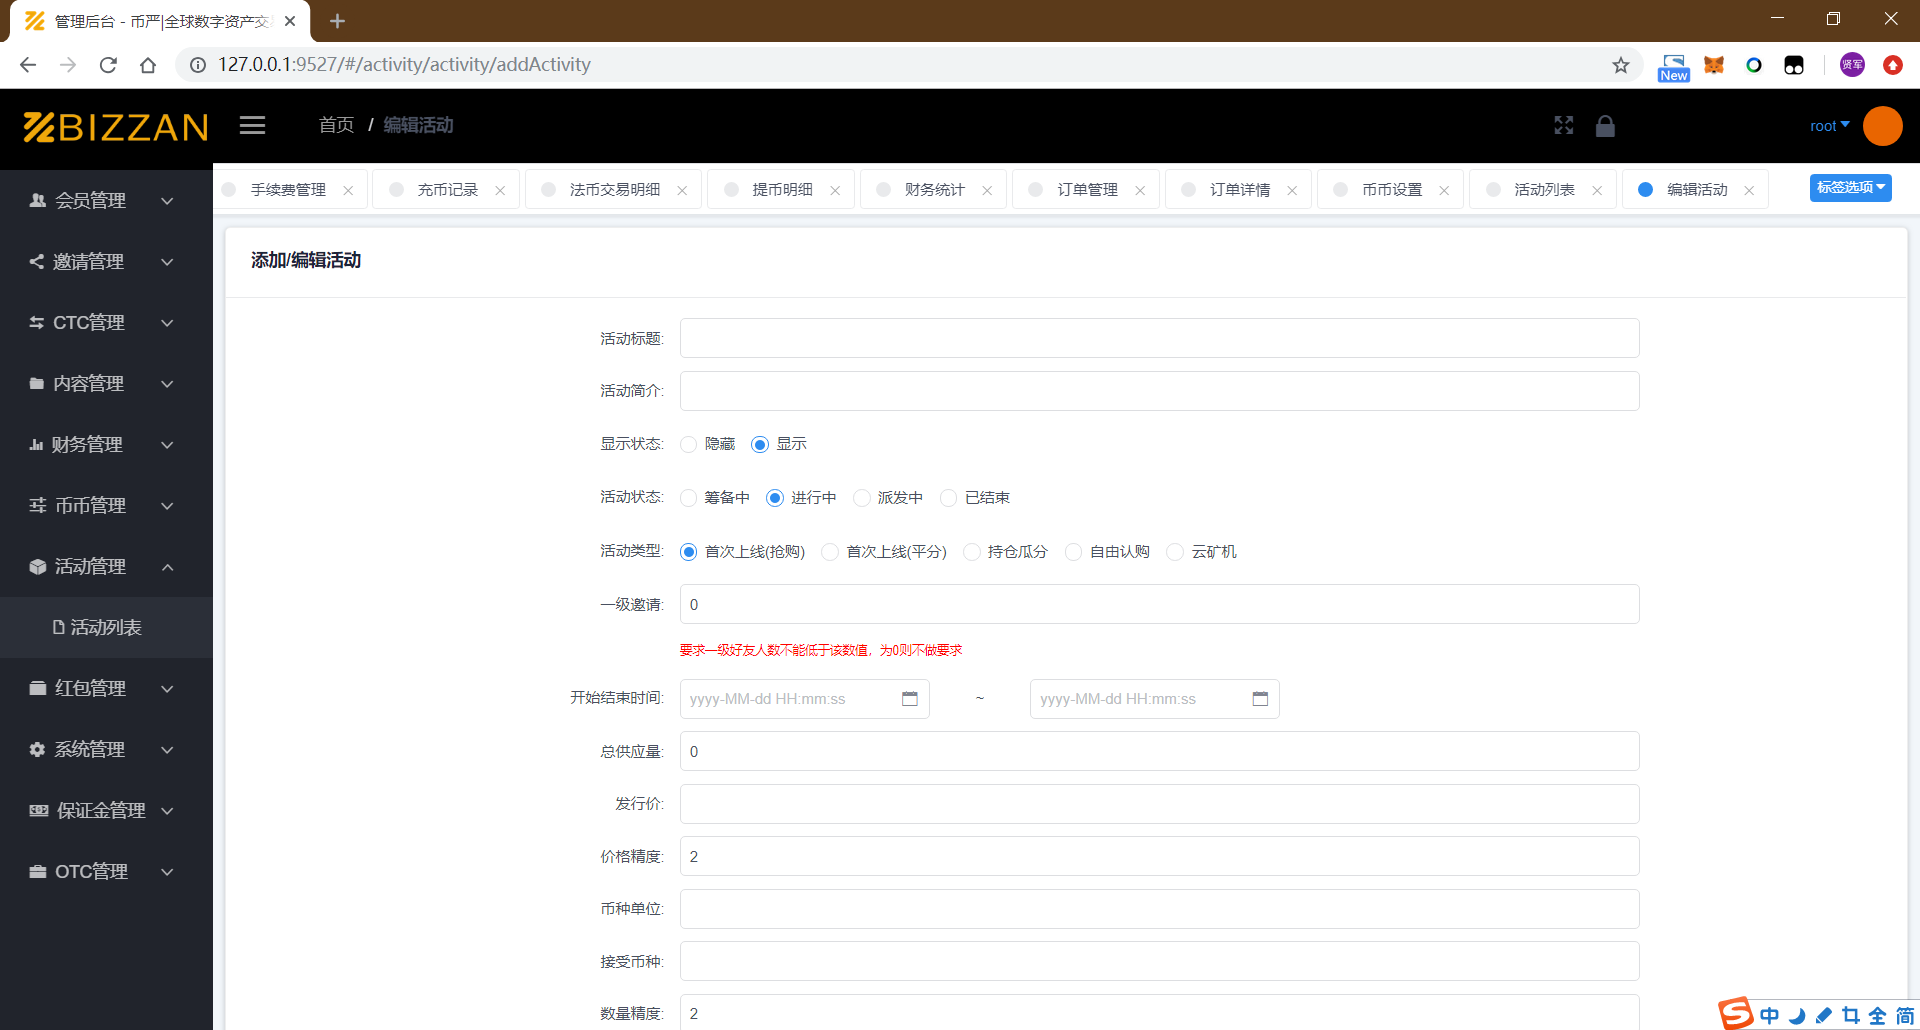 管理后台 - 币严|全球数字资产交
127.0.0.1:9527/#/activity/activity/addActivity
New
贤军
BIZZAN
首页 / 编辑活动
root
手续费管理
充币记录
法币交易明细
提币明细
财务统计
订单管理
订单详情
币币设置
活动列表
编辑活动
标签选项
会员管理
邀请管理
CTC管理
内容管理
财务管理
币币管理
活动管理
活动列表
红包管理
系统管理
保证金管理
OTC管理
添加/编辑活动
活动标题:
活动简介:
显示状态: 隐藏 显示
活动状态: 筹备中 进行中 派发中 已结束
活动类型: 首次上线(抢购) 首次上线(平分) 持仓瓜分 自由认购 云矿机
一级邀请: 0
要求一级好友人数不能低于该数值，为0则不做要求
开始结束时间: yyyy-MM-dd HH:mm:ss ~ yyyy-MM-dd HH:mm:ss
总供应量: 0
发行价:
价格精度: 2
币种单位:
接受币种:
数量精度: 2
S 中 全 简